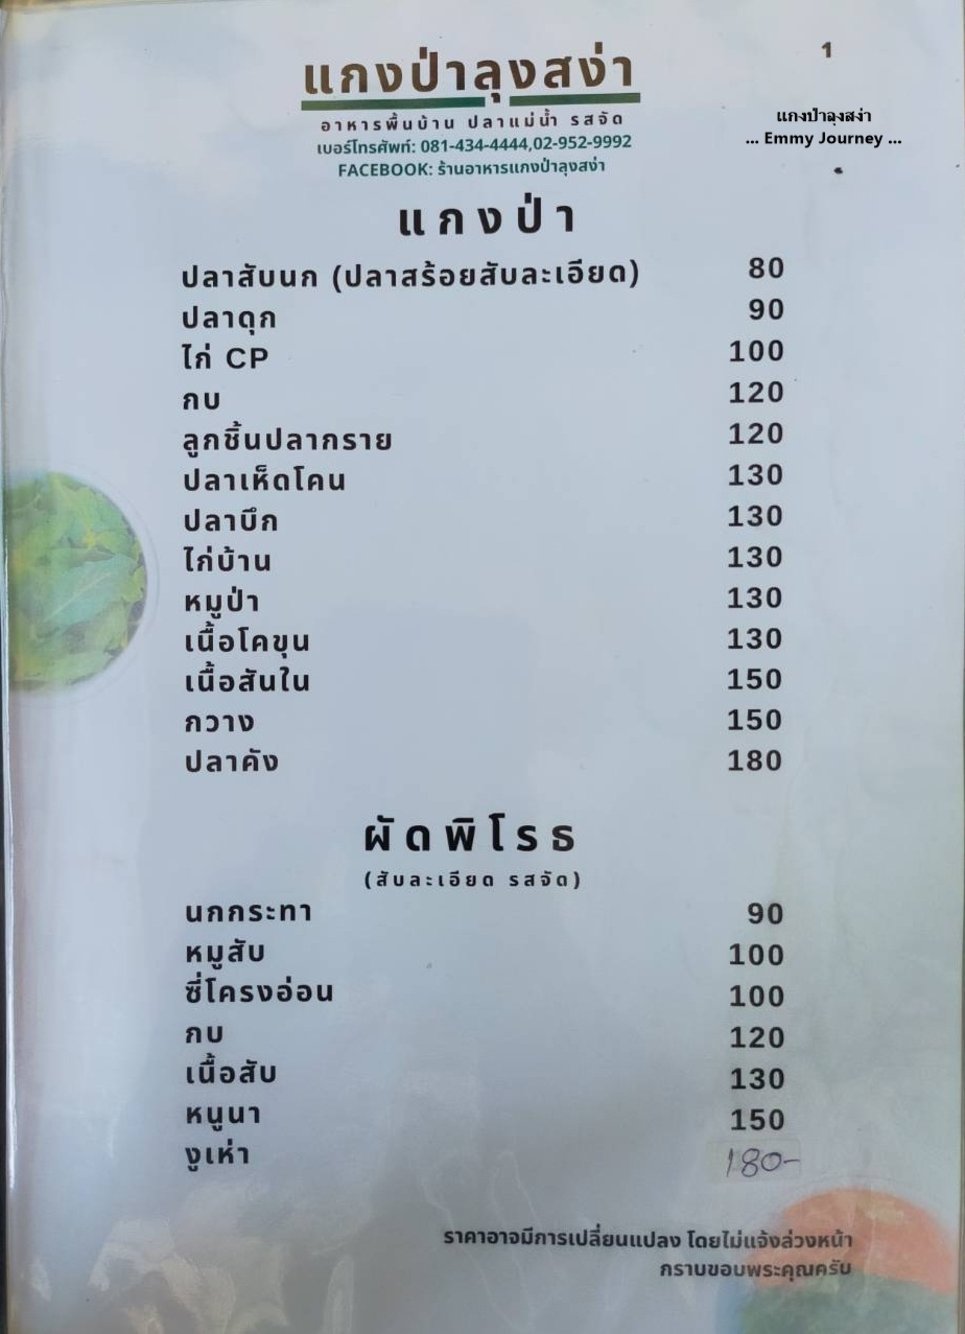 แกงป่าลุงสง่า
1
อาหารพื้นบ้าน ปลาแม่น้ำ รสจัด
เบอร์โทรศัพท์: 081-434-4444,02-952-9992
FACEBOOK: ร้านอาหารแกงป่าลุงสง่า
แกงป่าลุงสง่า
... Emmy Journey ...
แกงป่า
ปลาสับนก (ปลาสร้อยสับละเอียด) 80
ปลาดุก 90
ไก่ CP 100
กบ 120
ลูกชิ้นปลากราย 120
ปลาเห็ดโคน 130
ปลาบึก 130
ไก่บ้าน 130
หมูป่า 130
เนื้อโคขุน 130
เนื้อสันใน 150
กวาง 150
ปลาคัง 180
ผัดพิโรธ
(สับละเอียด รสจัด)
นกกระทา 90
หมูสับ 100
ซี่โครงอ่อน 100
กบ 120
เนื้อสับ 130
หนูนา 150
งูเห่า 180-
ราคาอาจมีการเปลี่ยนแปลง โดยไม่แจ้งล่วงหน้า
กราบขอบพระคุณครับ